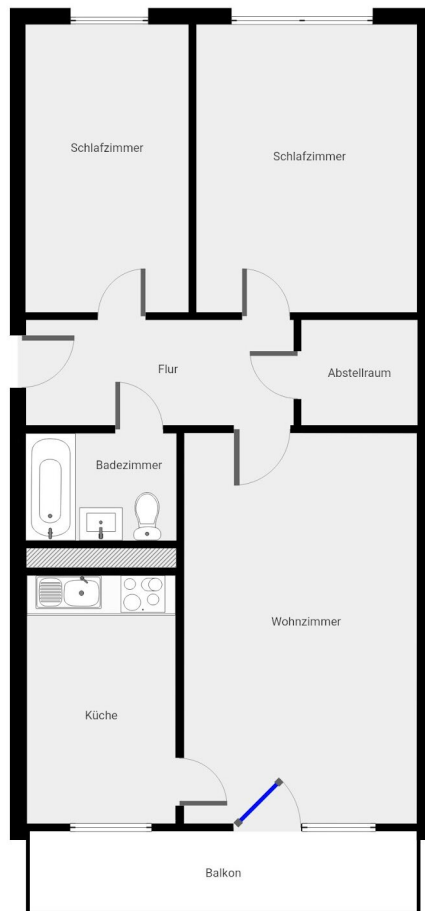 Schlafzimmer
Schlafzimmer
Flur
Abstellraum
Badezimmer
Wohnzimmer
Küche
Balkon